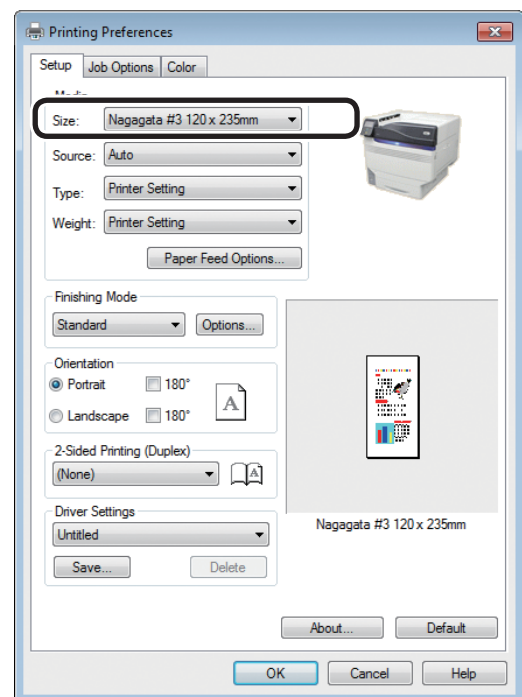 Printing Preferences
Setup Job Options Color
Media
Size: Nagagata #3 120 x 235mm
Source: Auto
Type: Printer Setting
Weight: Printer Setting
Paper Feed Options...
Finishing Mode
Standard Options...
Orientation
Portrait 180°
Landscape 180°
A
2-Sided Printing (Duplex)
(None) A
Driver Settings
Untitled
Save... Delete
Nagagata #3 120 x 235mm
About... Default
OK Cancel Help